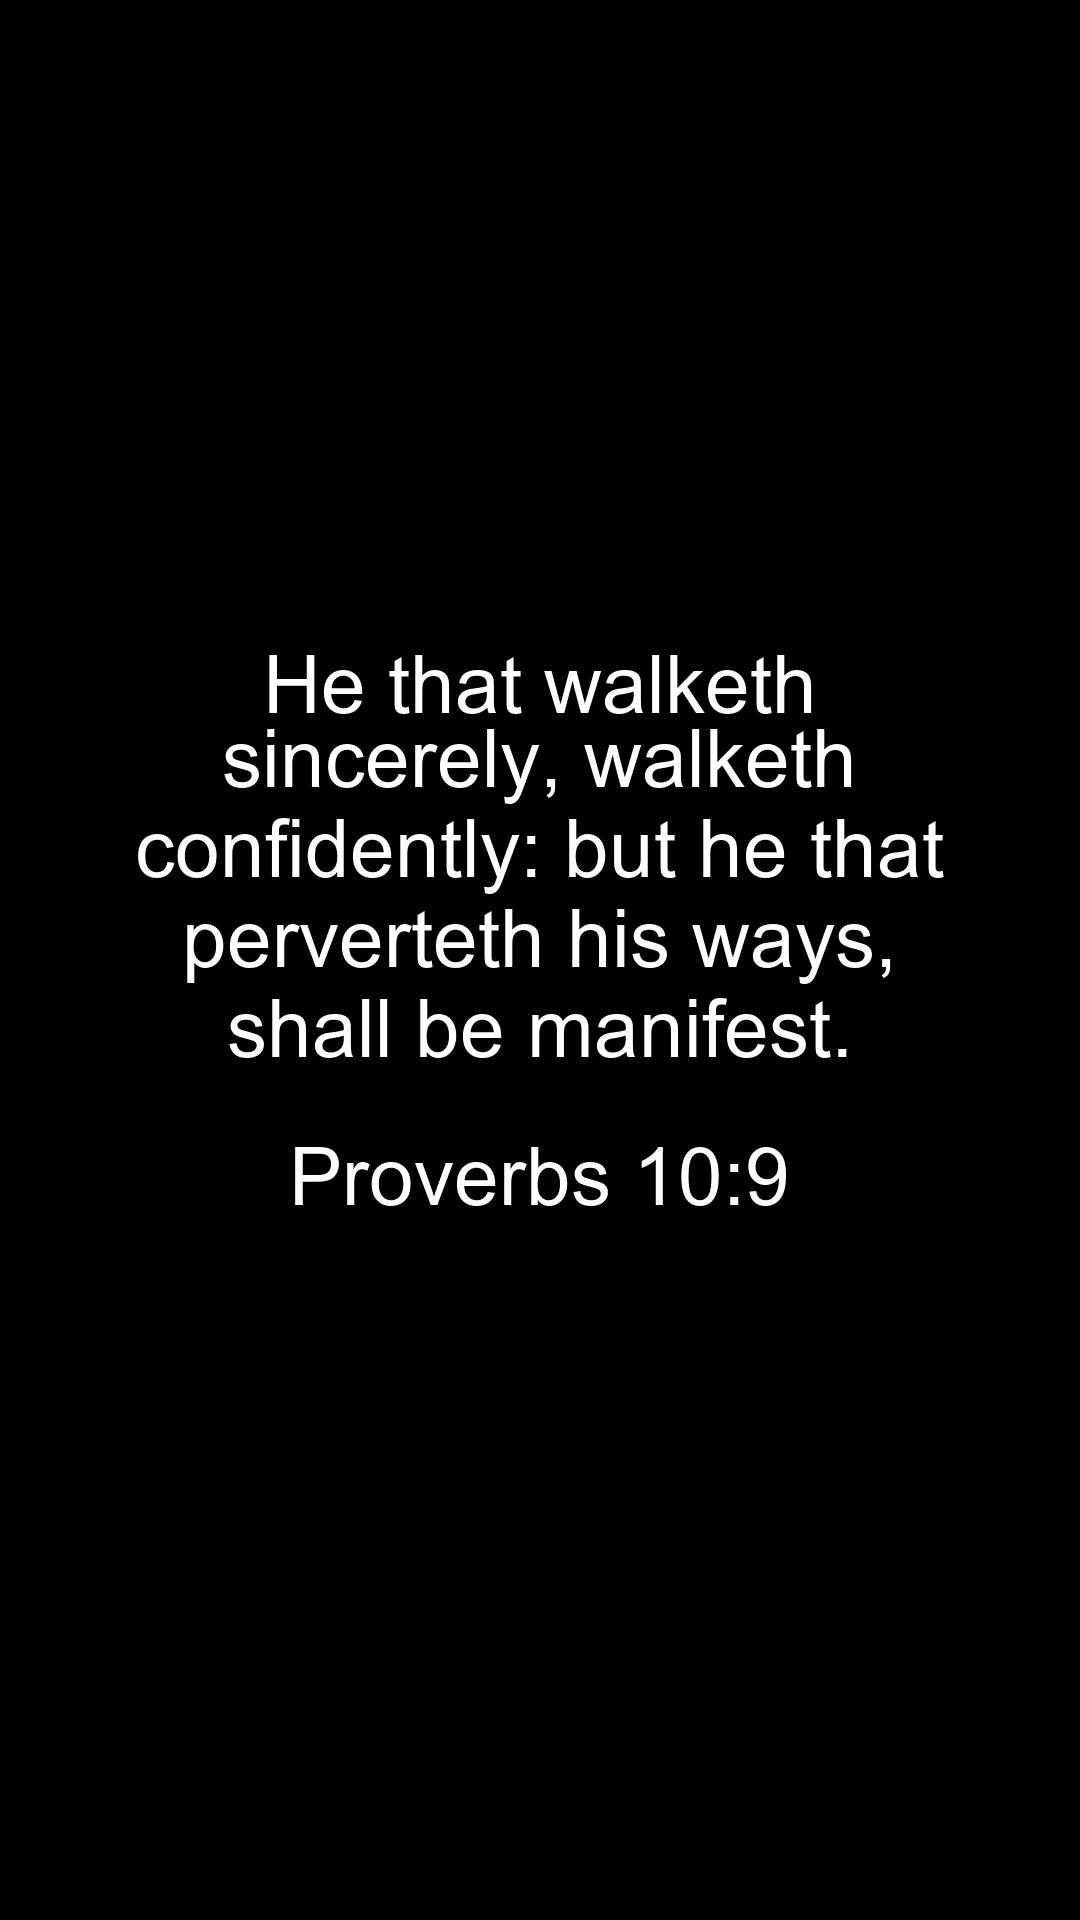 He that walketh
sincerely, walketh
confidently: but he that
perverteth his ways,
shall be manifest.
Proverbs 10:9